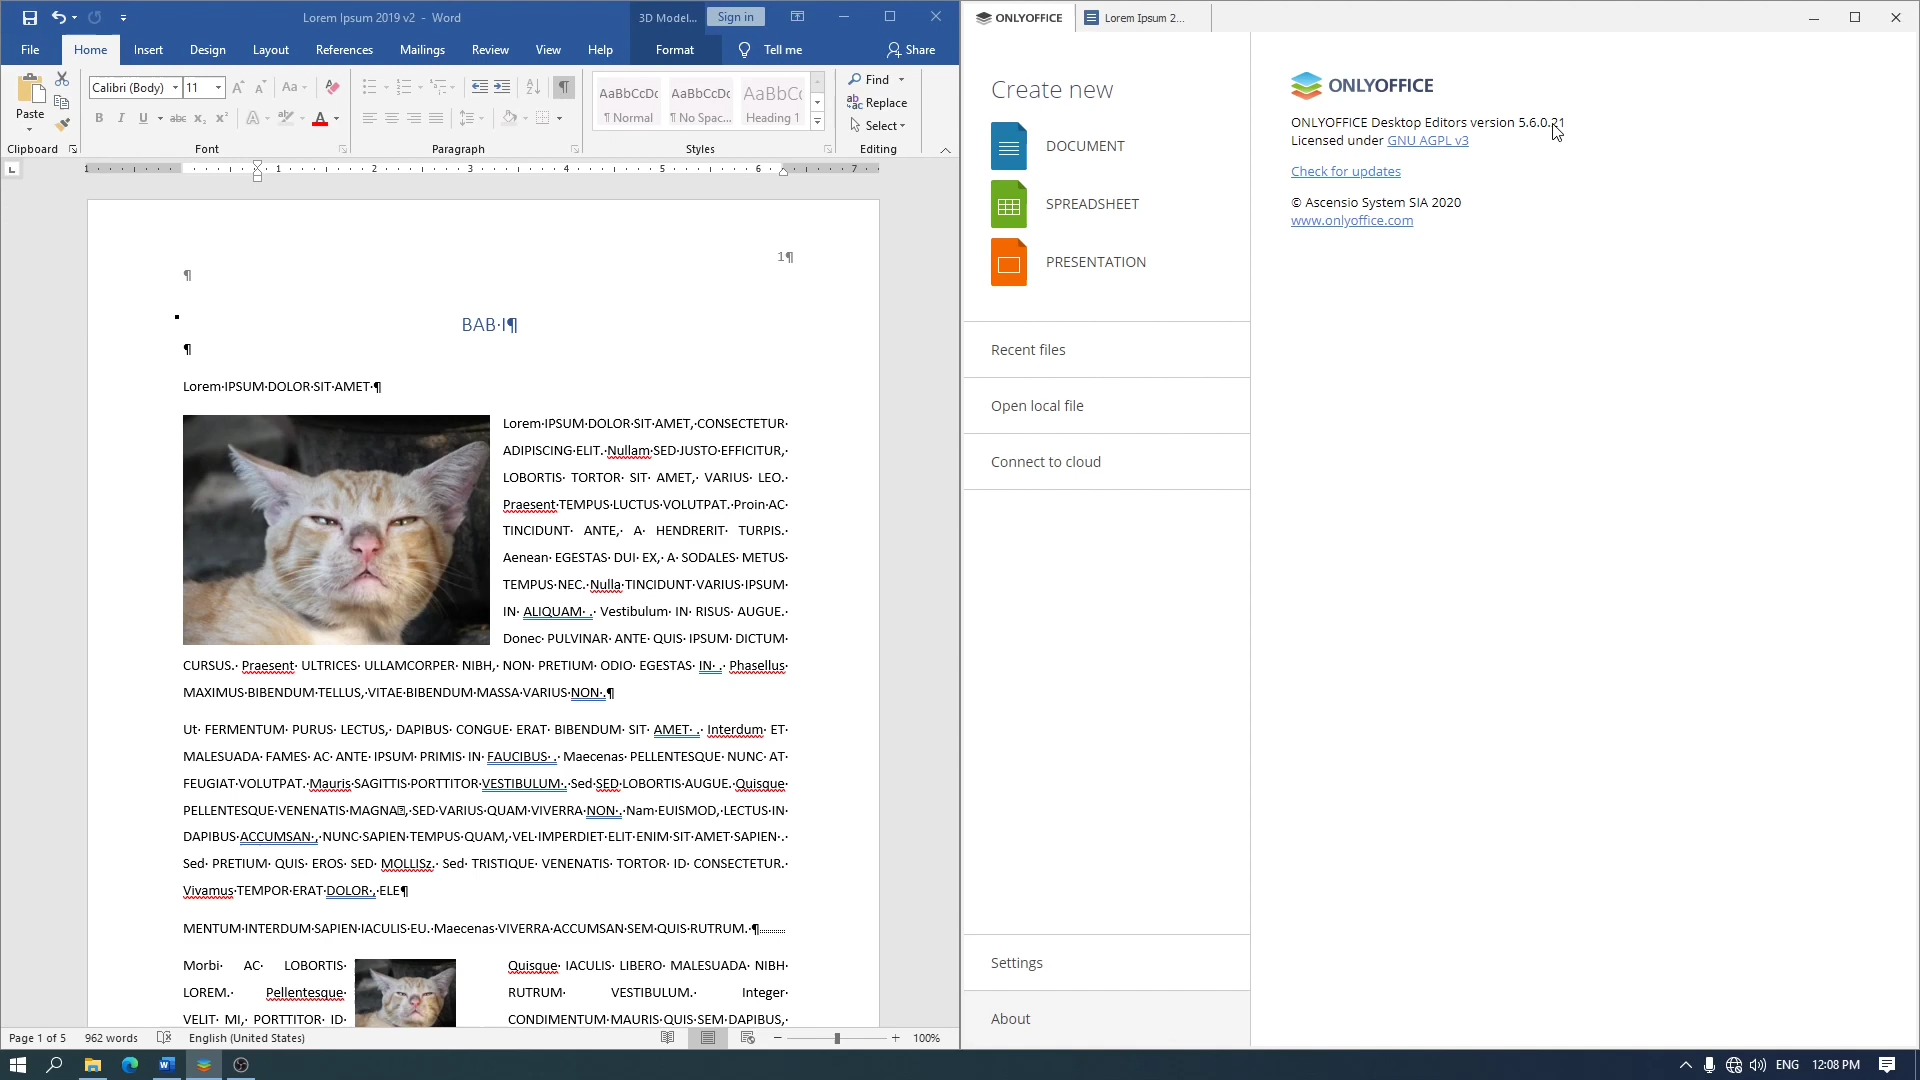 Lorem Ipsum 2019 v2 - Word
3D Model...
Sign in
File
Home
Insert
Design
Layout
References
Mailings
Review
View
Help
Format
Tell me
Share
Paste
Clipboard
Calibri (Body)
11
Aa
B I U abc x₂ x²
A
Font
Paragraph
AaBbCcDc
¶ Normal
AaBbCcDc
¶ No Spac...
AaBbCc
Heading 1
Styles
Find
Replace
Select
Editing
1 1 2 3 4 5 6 7
1¶
¶
BAB·I¶
¶
Lorem·IPSUM·DOLOR·SIT·AMET·¶
Lorem·IPSUM·DOLOR·SIT·AMET,·CONSECTETUR·
ADIPISCING·ELIT.·Nullam·SED·JUSTO·EFFICITUR,·
LOBORTIS· TORTOR· SIT· AMET,· VARIUS· LEO.·
Praesent·TEMPUS·LUCTUS·VOLUTPAT.·Proin·AC·
TINCIDUNT· ANTE,· A· HENDRERIT· TURPIS.·
Aenean· EGESTAS· DUI· EX,· A· SODALES· METUS·
TEMPUS·NEC.·Nulla·TINCIDUNT·VARIUS·IPSUM·
IN· ALIQUAM· .· Vestibulum· IN· RISUS· AUGUE.·
Donec· PULVINAR· ANTE· QUIS· IPSUM· DICTUM·
CURSUS.· Praesent· ULTRICES· ULLAMCORPER· NIBH,· NON· PRETIUM· ODIO· EGESTAS· IN· .· Phasellus·
MAXIMUS·BIBENDUM·TELLUS,·VITAE·BIBENDUM·MASSA·VARIUS·NON·.¶
Ut· FERMENTUM· PURUS· LECTUS,· DAPIBUS· CONGUE· ERAT· BIBENDUM· SIT· AMET· .· Interdum· ET·
MALESUADA· FAMES· AC· ANTE· IPSUM· PRIMIS· IN· FAUCIBUS· .· Maecenas· PELLENTESQUE· NUNC· AT·
FEUGIAT·VOLUTPAT.·Mauris·SAGITTIS·PORTTITOR·VESTIBULUM·.·Sed·SED·LOBORTIS·AUGUE.·Quisque·
PELLENTESQUE·VENENATIS·MAGNA,·SED·VARIUS·QUAM·VIVERRA·NON·.·Nam·EUISMOD,·LECTUS·IN·
DAPIBUS·ACCUMSAN·,·NUNC·SAPIEN·TEMPUS·QUAM,·VEL·IMPERDIET·ELIT·ENIM·SIT·AMET·SAPIEN·.·
Sed· PRETIUM· QUIS· EROS· SED· MOLLISz.· Sed· TRISTIQUE· VENENATIS· TORTOR· ID· CONSECTETUR.·
Vivamus·TEMPOR·ERAT·DOLOR·,·ELE¶
MENTUM·INTERDUM·SAPIEN·IACULIS·EU.·Maecenas·VIVERRA·ACCUMSAN·SEM·QUIS·RUTRUM.·¶
Morbi· AC· LOBORTIS·
LOREM.· Pellentesque·
VELIT· MI,· PORTTITOR· ID·
Quisque· IACULIS· LIBERO· MALESUADA· NIBH·
RUTRUM· VESTIBULUM.· Integer·
CONDIMENTUM·MAURIS·QUIS·SEM·DAPIBUS,·
Page 1 of 5
962 words
English (United States)
100%
ONLYOFFICE
Lorem Ipsum 2...
Create new
DOCUMENT
SPREADSHEET
PRESENTATION
Recent files
Open local file
Connect to cloud
Settings
About
ONLYOFFICE
ONLYOFFICE Desktop Editors version 5.6.0.21
Licensed under GNU AGPL v3
Check for updates
© Ascensio System SIA 2020
www.onlyoffice.com
ENG
12:08 PM